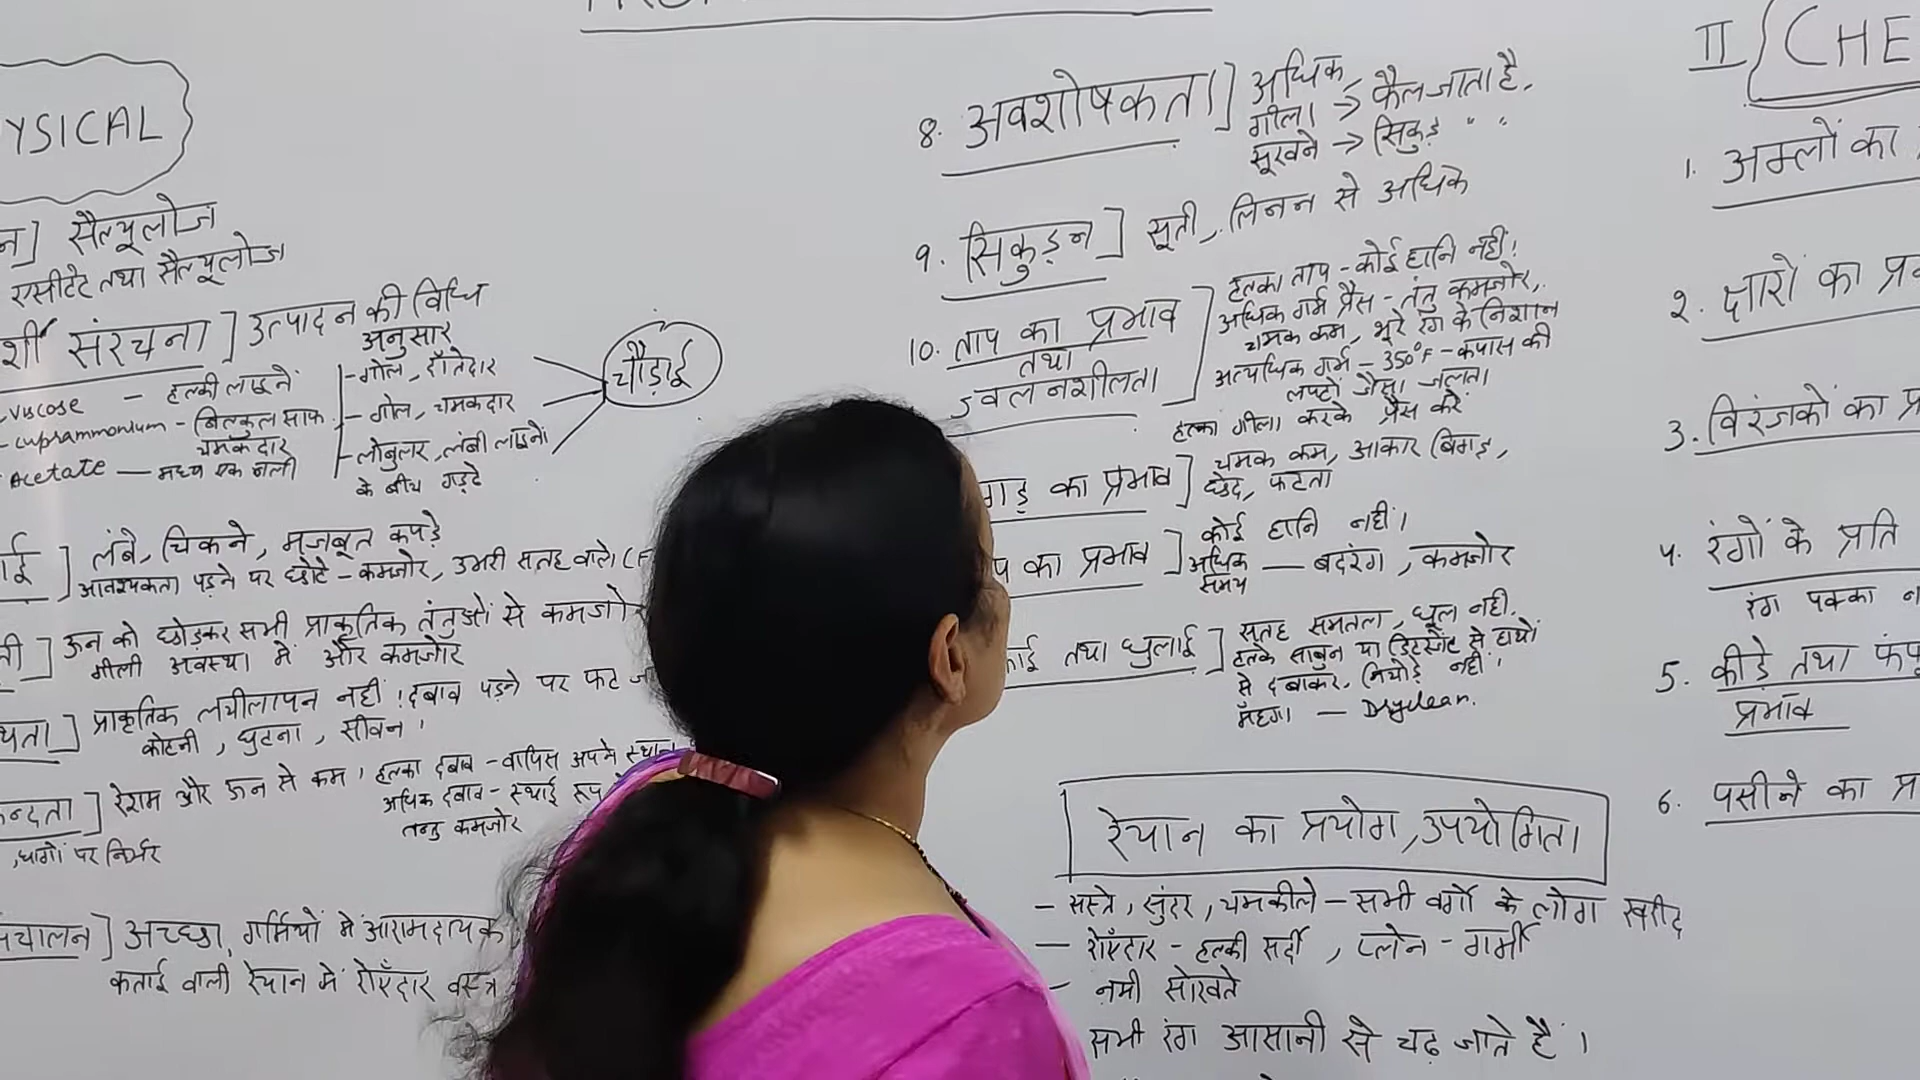 YSICAL
न] सैल्यूलोज
एसीटेट तथा सैल्यूलोज
र्शी संरचना] उत्पादन की विधि
अनुसार
viscose - हल्की लाइनें
- गोल, दाँतेदार
चौड़ाई
- cuprammonium - बिल्कुल साफ
चमकदार
- गोल, चमकदार
Acetate — मध्य एक नाली
- लोबुलर, लंबी लाइनों
के बीच गड्ढे
ाई ] लंबे, चिकने, मजबूत कपड़े
आवश्यकता पड़ने पर छोटे - कमजोर, उभरी सतह वाले।
ती ] ऊन को छोड़कर सभी प्राकृतिक तंतुओं से कमजो
गीली अवस्था में और कमजोर
यता ] प्राकृतिक लचीलापन नहीं। दबाव पड़ने पर फट ज
कोहनी, घुटना, सीवन।
न्दता ] रेशम और ऊन से कम। हल्का दबाव - वापिस अपने स्थान
अधिक दबाव - स्थाई रूप
तन्तु कमजोर
, धागों पर निर्भर
ंचालन ] अच्छा, गर्मियों में आरामदायक
कताई वाली रेयान में रोएँदार वस्त्र
8. अवशोषकता ] अधिक,
गीला → फैल जाता है,
सूखने → सिकुड़ " "
9. सिकुड़न ] सूती, लिनन से अधिक
10. ताप का प्रभाव
तथा
ज्वलनशीलता
हल्का ताप - कोई हानि नहीं।
अधिक गर्म प्रैस - तंतु कमजोर,
चमक कम, भूरे रंग के निशान
अत्यधिक गर्म - 350°F - कपास की
लपटों जैसा जलता।
हल्का गीला करके प्रैस करें
गड़ का प्रभाव ] चमक कम, आकार बिगड़,
छेद, फटता
प का प्रभाव ] कोई हानि नहीं।
अधिक समय — बदरंग, कमजोर
ाई तथा धुलाई ] सतह समतल, धूल नहीं,
हल्के साबुन या डिटरजेंट से हाथों
से दबाकर, निचोड़े नहीं।
मँहगा — Dryclean.
रेयान का प्रयोग, उपयोगिता
- सस्ते, सुंदर, चमकीले - सभी वर्गों के लोग खरीद
- रोएँदार - हल्की सर्दी, प्लेन - गर्मी
- नमी सोखते
सभी रंग आसानी से चढ़ जाते हैं।
II CHE
1. अम्लों का
2. क्षारों का प्र
3. विरंजकों का प्र
4. रंगों के प्रति
रंग पक्का न
5. कीड़े तथा फंफू
प्रभाव
6. पसीने का प्र